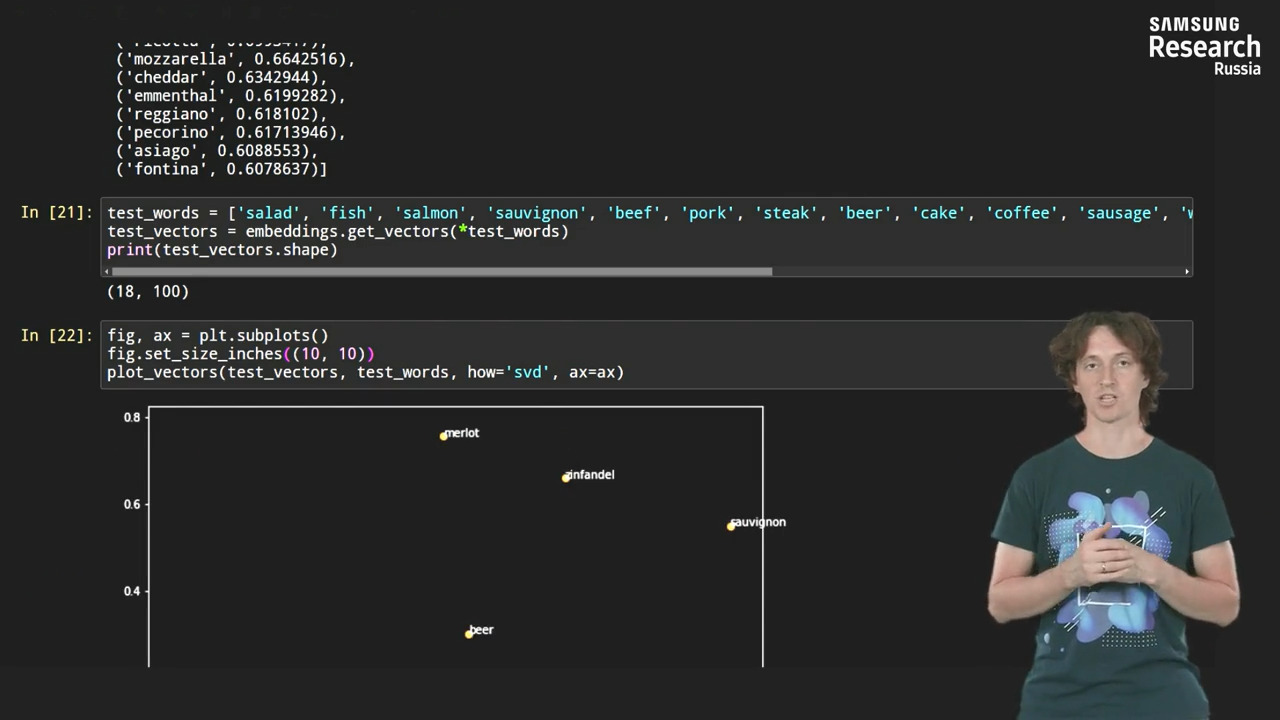 SAMSUNG
Research
Russia
('mozzarella', 0.6642516),
('cheddar', 0.6342944),
('emmenthal', 0.6199282),
('reggiano', 0.618102),
('pecorino', 0.61713946),
('asiago', 0.6088553),
('fontina', 0.6078637)]
In [21]:
test_words = ['salad', 'fish', 'salmon', 'sauvignon', 'beef', 'pork', 'steak', 'beer', 'cake', 'coffee', 'sausage', '
test_vectors = embeddings.get_vectors(*test_words)
print(test_vectors.shape)
(18, 100)
In [22]:
fig, ax = plt.subplots()
fig.set_size_inches((10, 10))
plot_vectors(test_vectors, test_words, how='svd', ax=ax)
0.8
merlot
zinfandel
0.6
sauvignon
0.4
beer